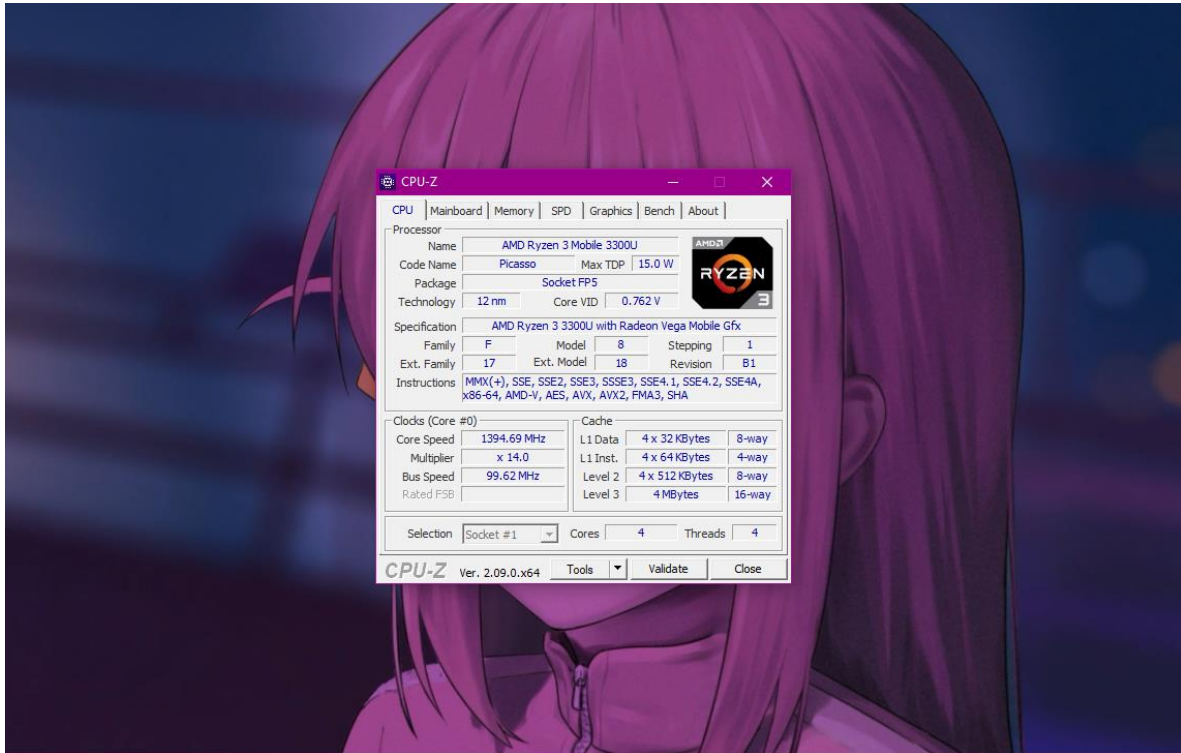 CPU-Z
CPU Mainboard Memory SPD Graphics Bench About
Processor
Name AMD Ryzen 3 Mobile 3300U
Code Name Picasso Max TDP 15.0 W
Package Socket FP5
Technology 12 nm Core VID 0.762 V
AMD
RYZEN
3
Specification AMD Ryzen 3 3300U with Radeon Vega Mobile Gfx
Family F Model 8 Stepping 1
Ext. Family 17 Ext. Model 18 Revision B1
Instructions MMX(+), SSE, SSE2, SSE3, SSSE3, SSE4.1, SSE4.2, SSE4A,
x86-64, AMD-V, AES, AVX, AVX2, FMA3, SHA
Clocks (Core #0)
Core Speed 1394.69 MHz
Multiplier x 14.0
Bus Speed 99.62 MHz
Rated FSB
Cache
L1 Data 4 x 32 KBytes 8-way
L1 Inst. 4 x 64 KBytes 4-way
Level 2 4 x 512 KBytes 8-way
Level 3 4 MBytes 16-way
Selection Socket #1 Cores 4 Threads 4
CPU-Z Ver. 2.09.0.x64 Tools Validate Close